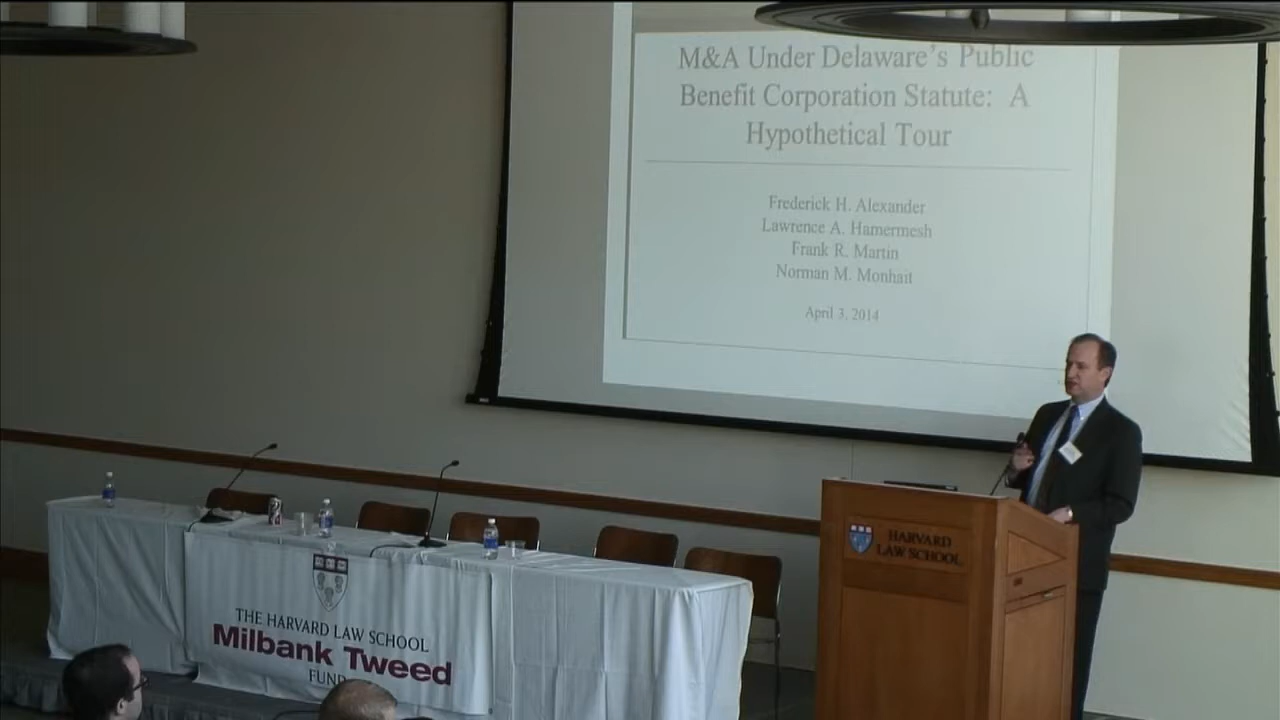 M&A Under Delaware's Public
Benefit Corporation Statute: A
Hypothetical Tour
Frederick H. Alexander
Lawrence A. Hamermesh
Frank R. Martin
Norman M. Monhait
April 3, 2014
HARVARD
LAW SCHOOL
THE HARVARD LAW SCHOOL
Milbank Tweed
FUND